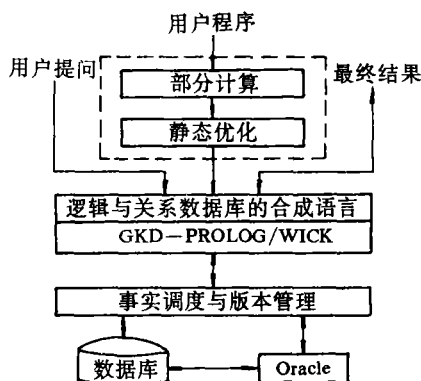 用户程序
用户提问
最终结果
部分计算
静态优化
逻辑与关系数据库的合成语言
GKD-PROLOG/WICK
事实调度与版本管理
数据库
Oracle